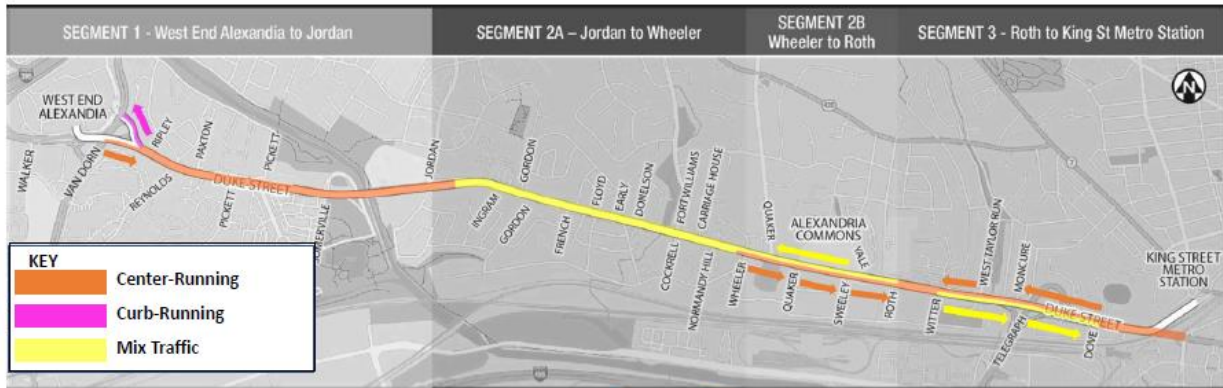 SEGMENT 1 - West End Alexandia to Jordan
SEGMENT 2A – Jordan to Wheeler
SEGMENT 2B
Wheeler to Roth
SEGMENT 3 - Roth to King St Metro Station
WEST END
ALEXANDIA
WALKER
VAN DORN
RIPLEY
REYNOLDS
PAXTON
PICKETT
PICKETT
DUKE STREET
JORDAN
INGRAM
GORDON
GORDON
FRENCH
FLOYD
EARLY
DONELSON
COCKRELL
FORT WILLIAMS
NORMANDY HILL
CARRIAGE HOUSE
WHEELER
QUAKER
QUAKER
ALEXANDRIA
COMMONS
SWEELEY
YALE
ROTH
WITTER
WEST TAYLOR RUN
TELEGRAPH
MONCURE
DUKE STREET
DOVE
KING STREET
METRO
STATION
N
KEY
Center-Running
Curb-Running
Mix Traffic